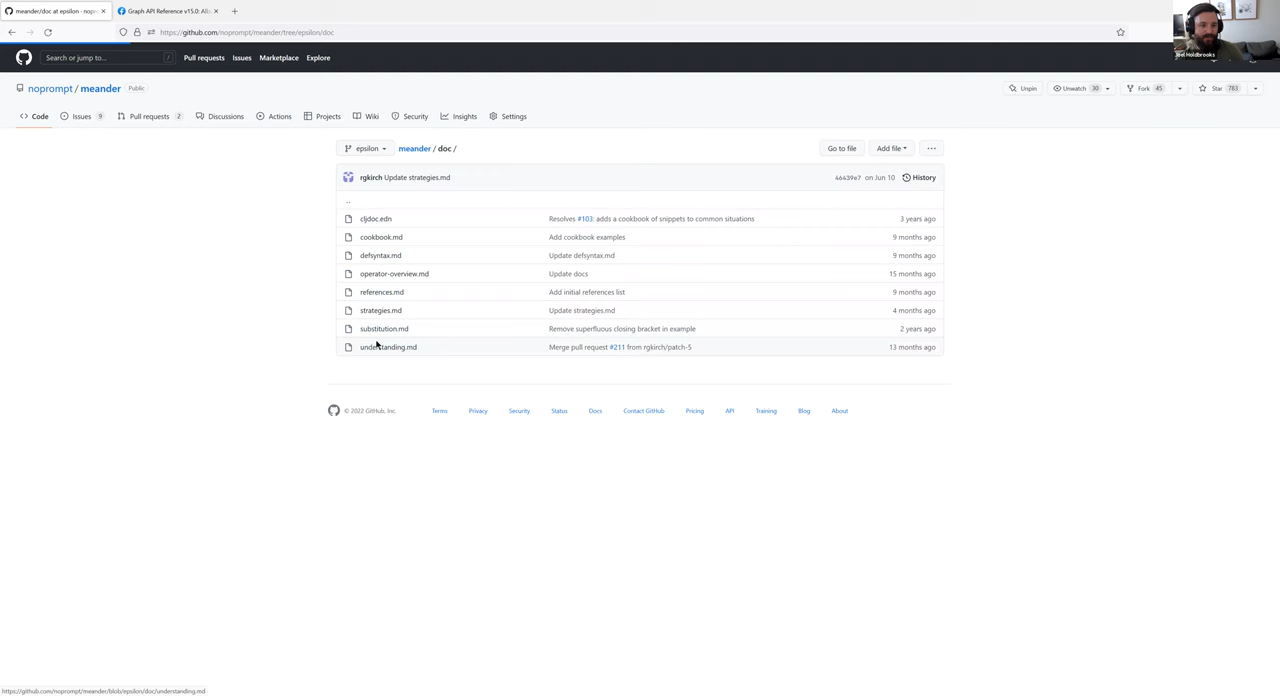 meander/doc at epsilon · nopro
Graph API Reference v15.0: All
https://github.com/noprompt/meander/tree/epsilon/doc
Search or jump to...
/
Pull requests
Issues
Marketplace
Explore
Joel Holdbrooks
noprompt / meander
Public
Unpin
Unwatch 30
Fork 45
Star 783
Code
Issues 9
Pull requests 2
Discussions
Actions
Projects
Wiki
Security
Insights
Settings
epsilon
meander / doc /
Go to file
Add file
...
rgkirch Update strategies.md
46439e7 on Jun 10
History
..
cljdoc.edn Resolves #103: adds a cookbook of snippets to common situations 3 years ago
cookbook.md Add cookbook examples 9 months ago
defsyntax.md Update defsyntax.md 9 months ago
operator-overview.md Update docs 15 months ago
references.md Add initial references list 9 months ago
strategies.md Update strategies.md 4 months ago
substitution.md Remove superfluous closing bracket in example 2 years ago
understanding.md Merge pull request #211 from rgkirch/patch-5 13 months ago
© 2022 GitHub, Inc.
Terms
Privacy
Security
Status
Docs
Contact GitHub
Pricing
API
Training
Blog
About
https://github.com/noprompt/meander/blob/epsilon/doc/understanding.md